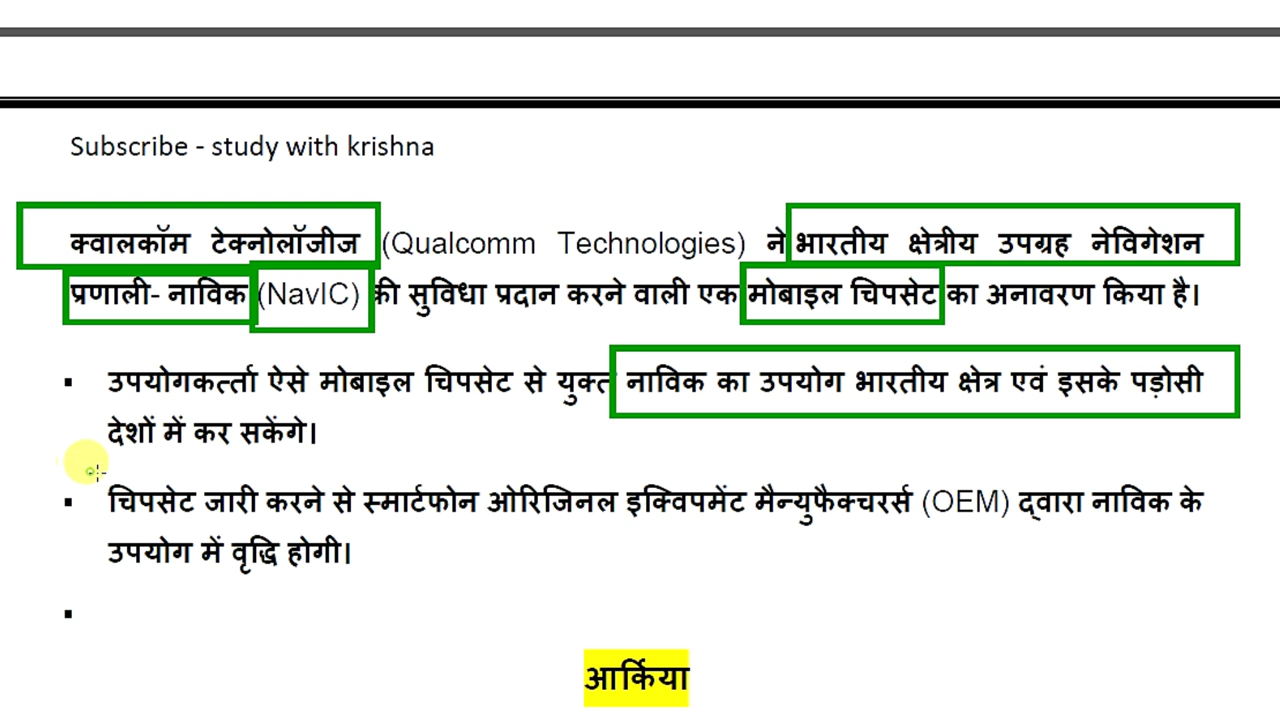 Subscribe - study with krishna
क्वालकॉम टेक्नोलॉजीज (Qualcomm Technologies) ने भारतीय क्षेत्रीय उपग्रह नेविगेशन
प्रणाली- नाविक (NavIC) की सुविधा प्रदान करने वाली एक मोबाइल चिपसेट का अनावरण किया है।
▪ उपयोगकर्त्ता ऐसे मोबाइल चिपसेट से युक्त नाविक का उपयोग भारतीय क्षेत्र एवं इसके पड़ोसी
देशों में कर सकेंगे।
▪ चिपसेट जारी करने से स्मार्टफोन ओरिजिनल इक्विपमेंट मैन्युफैक्चरर्स (OEM) द्वारा नाविक के
उपयोग में वृद्धि होगी।
▪
आर्किया